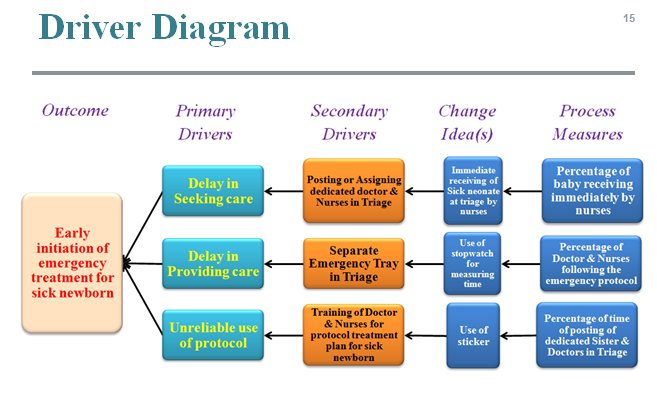 15
Driver Diagram
Outcome
Primary
Drivers
Secondary
Drivers
Change
Idea(s)
Process
Measures
Early
initiation of
emergency
treatment for
sick newborn
Delay in
Seeking care
Posting or Assigning
dedicated doctor &
Nurses in Triage
Immediate
receiving of
Sick neonate
at triage by
nurses
Percentage of
baby receiving
immediately by
nurses
Delay in
Providing care
Separate
Emergency Tray
in Triage
Use of
stopwatch
for
measuring
time
Percentage of
Doctor & Nurses
following the
emergency protocol
Unreliable use
of protocol
Training of Doctor
& Nurses for
protocol treatment
plan for sick
newborn
Use of
sticker
Percentage of time
of posting of
dedicated Sister &
Doctors in Triage